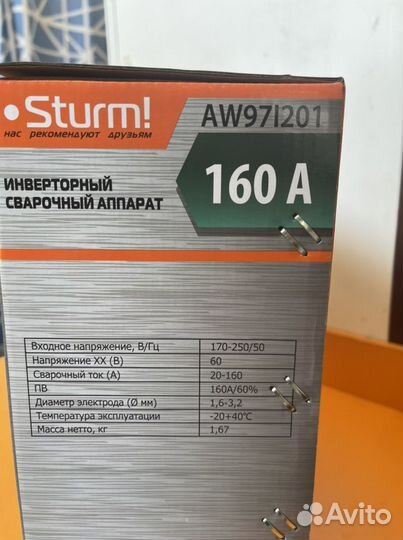 Sturm!
нас рекомендуют друзьям
AW97I201
ИНВЕРТОРНЫЙ
СВАРОЧНЫЙ АППАРАТ
160 А
Входное напряжение, В/Гц 170-250/50
Напряжение ХХ (В) 60
Сварочный ток (А) 20-160
ПВ 160А/60%
Диаметр электрода (Ø мм) 1,6-3,2
Температура эксплуатации -20+40℃
Масса нетто, кг 1,67
Avito